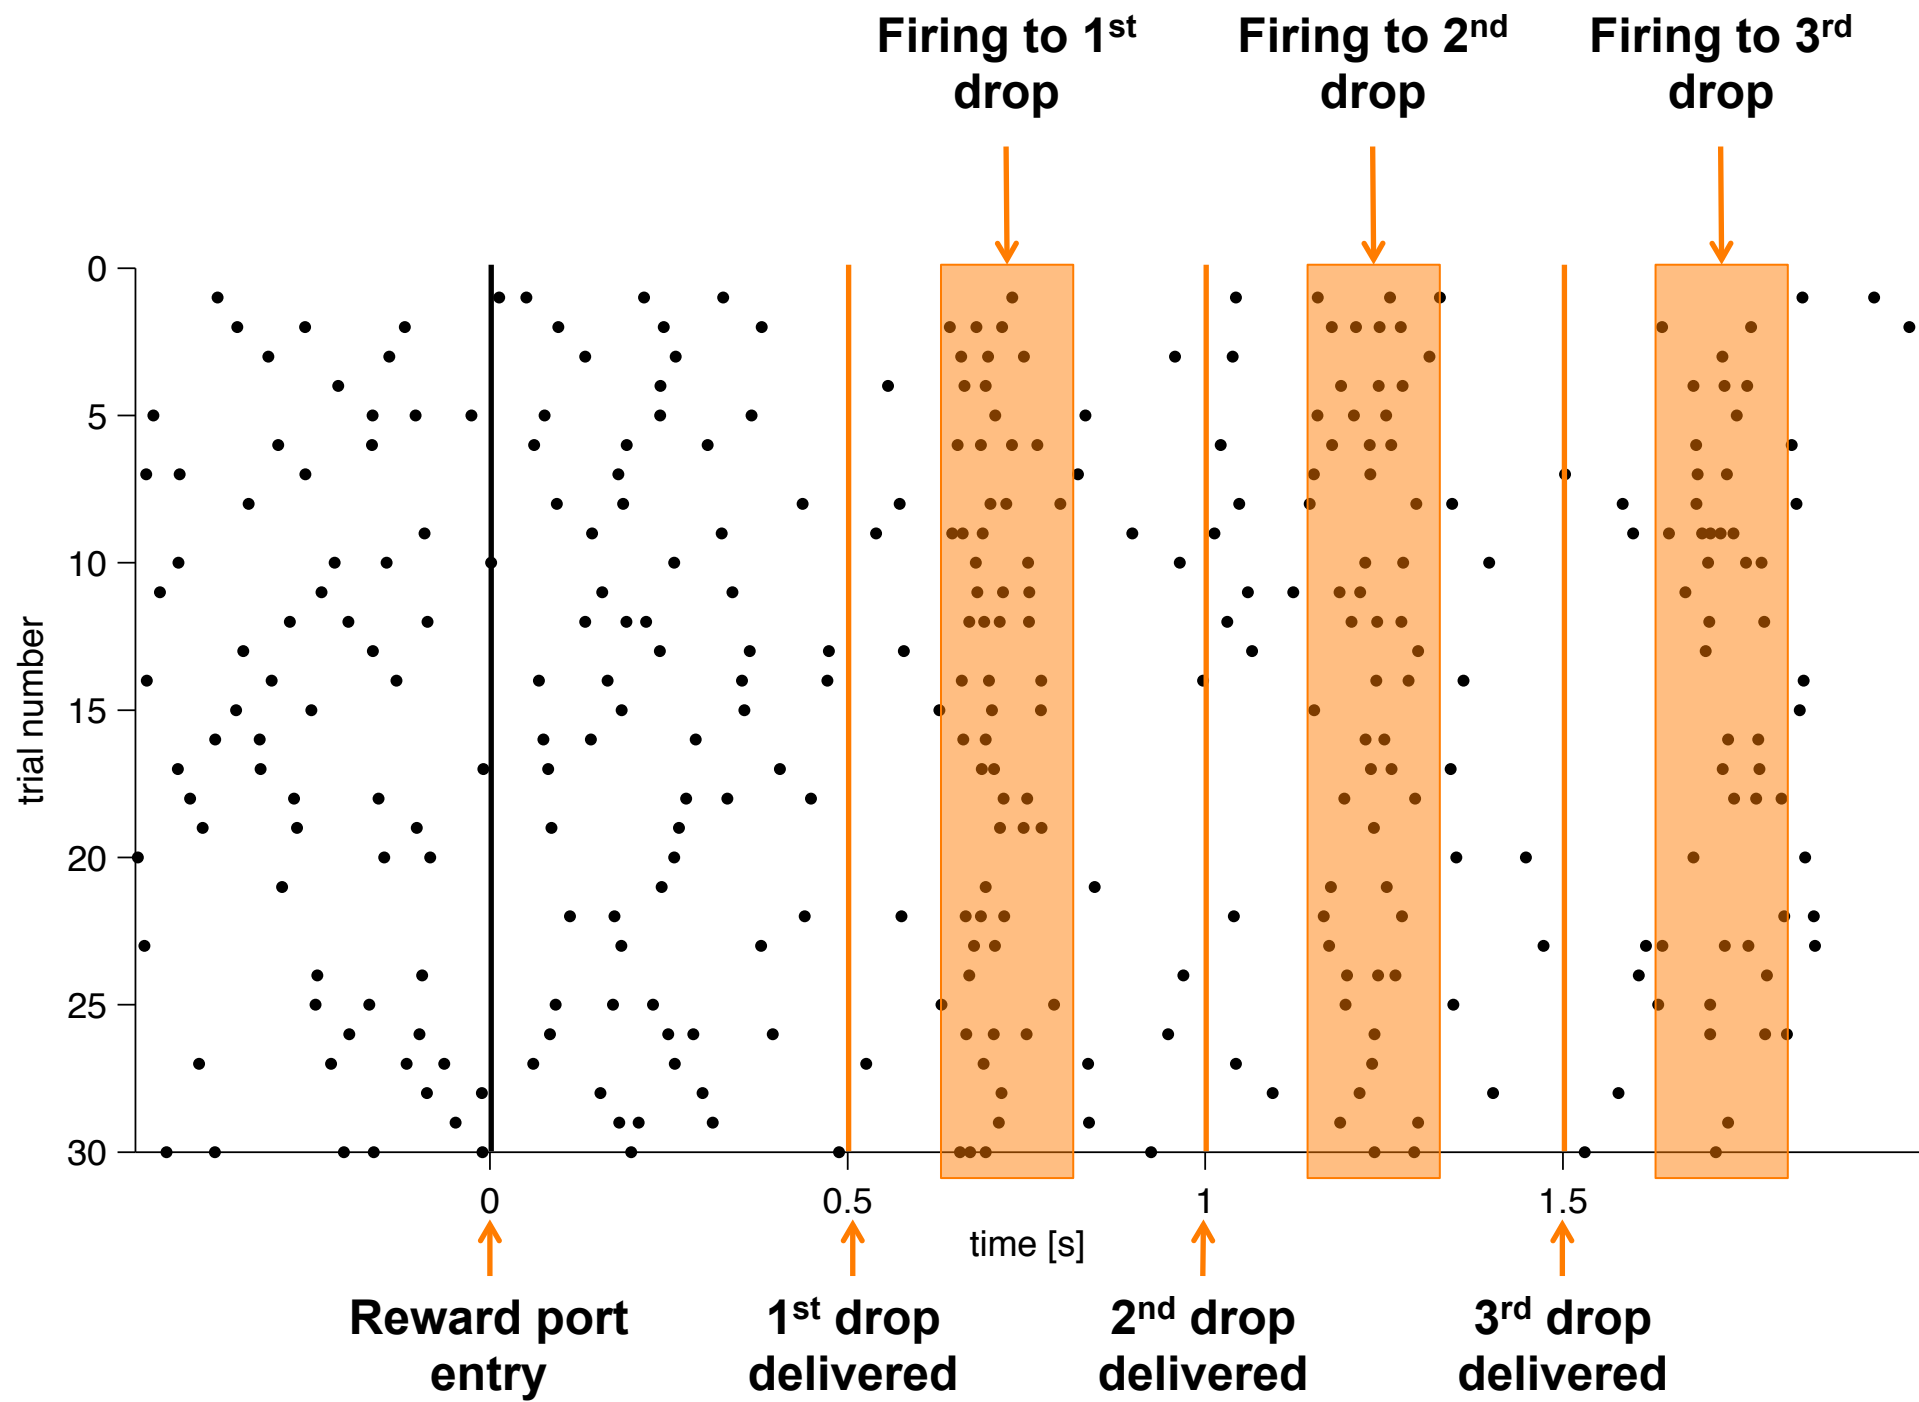 Firing to 1st
drop
Firing to 2nd
drop
Firing to 3rd
drop
0
5
10
15
20
25
30
trial number
0
0.5
1
1.5
time [s]
Reward port
entry
1st drop
delivered
2nd drop
delivered
3rd drop
delivered